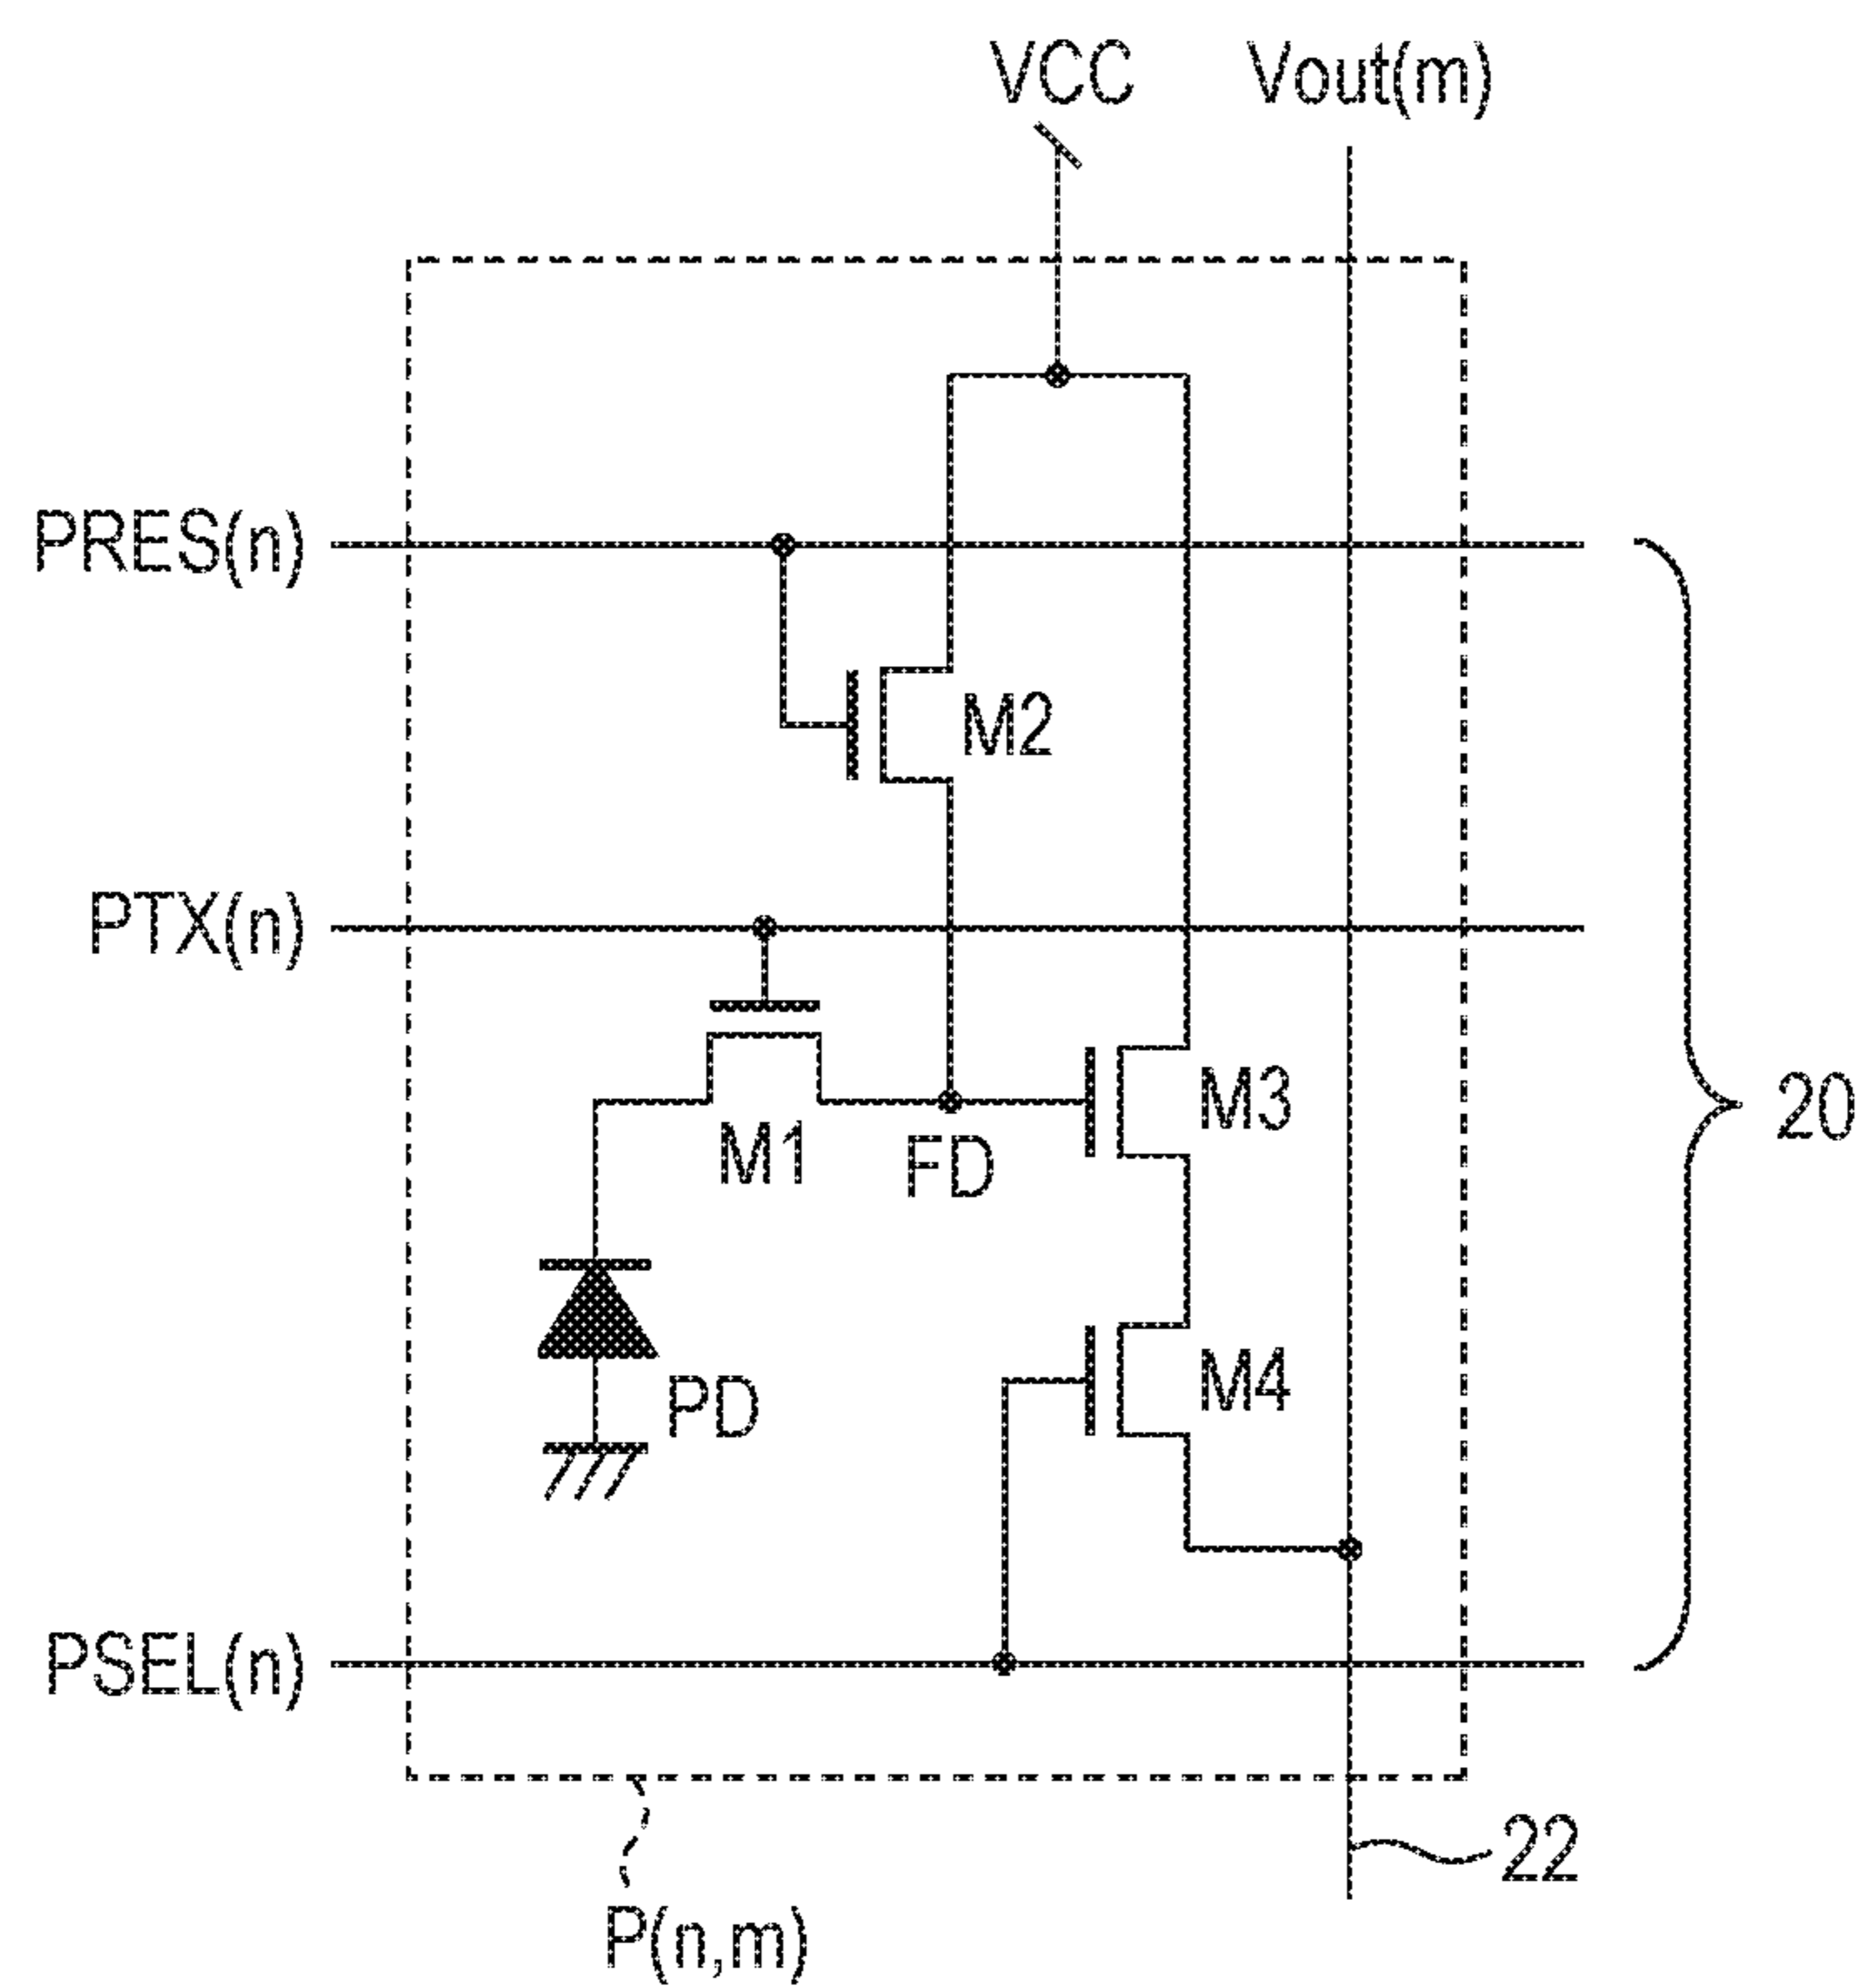 VCC
Vout(m)
PRES(n)
M2
PTX(n)
M3
M1
FD
20
M4
PD
PSEL(n)
22
P(n,m)